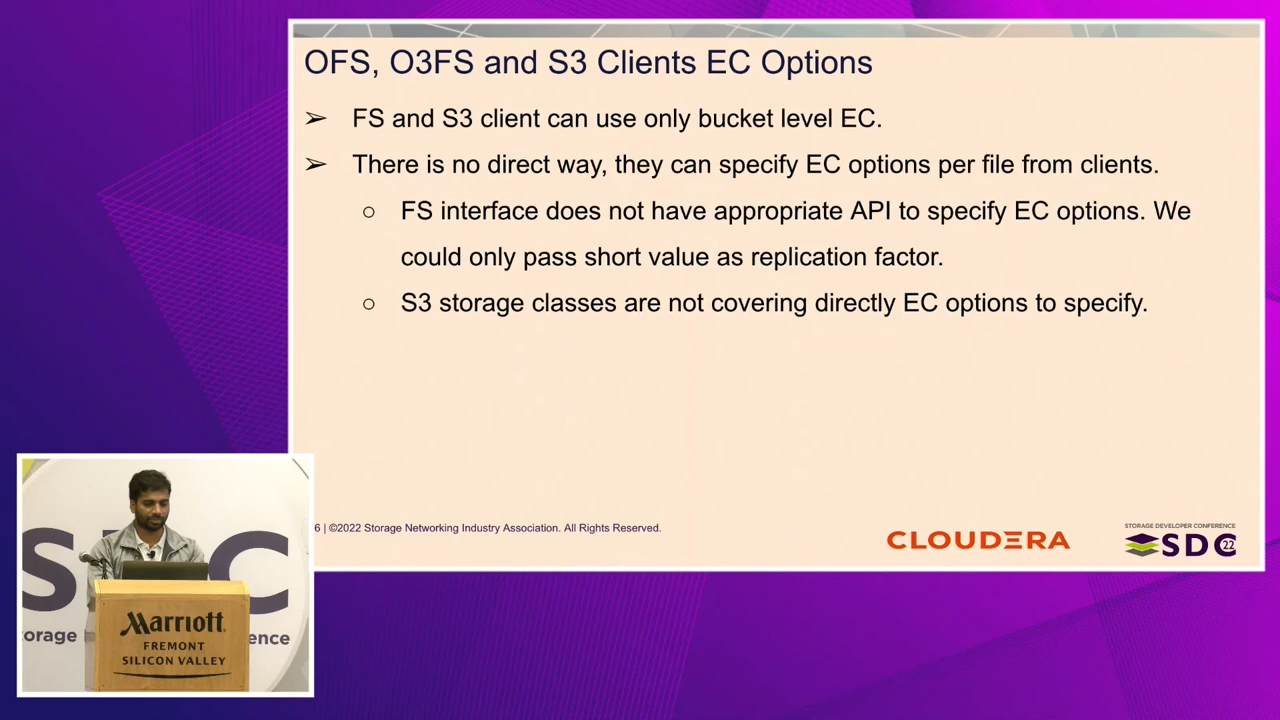 OFS, O3FS and S3 Clients EC Options
➢ FS and S3 client can use only bucket level EC.
➢ There is no direct way, they can specify EC options per file from clients.
○ FS interface does not have appropriate API to specify EC options. We
could only pass short value as replication factor.
○ S3 storage classes are not covering directly EC options to specify.
6 | ©2022 Storage Networking Industry Association. All Rights Reserved.
CLOUDERA
STORAGE DEVELOPER CONFERENCE
SDC 22
S C
torage ence
Marriott
FREMONT
SILICON VALLEY